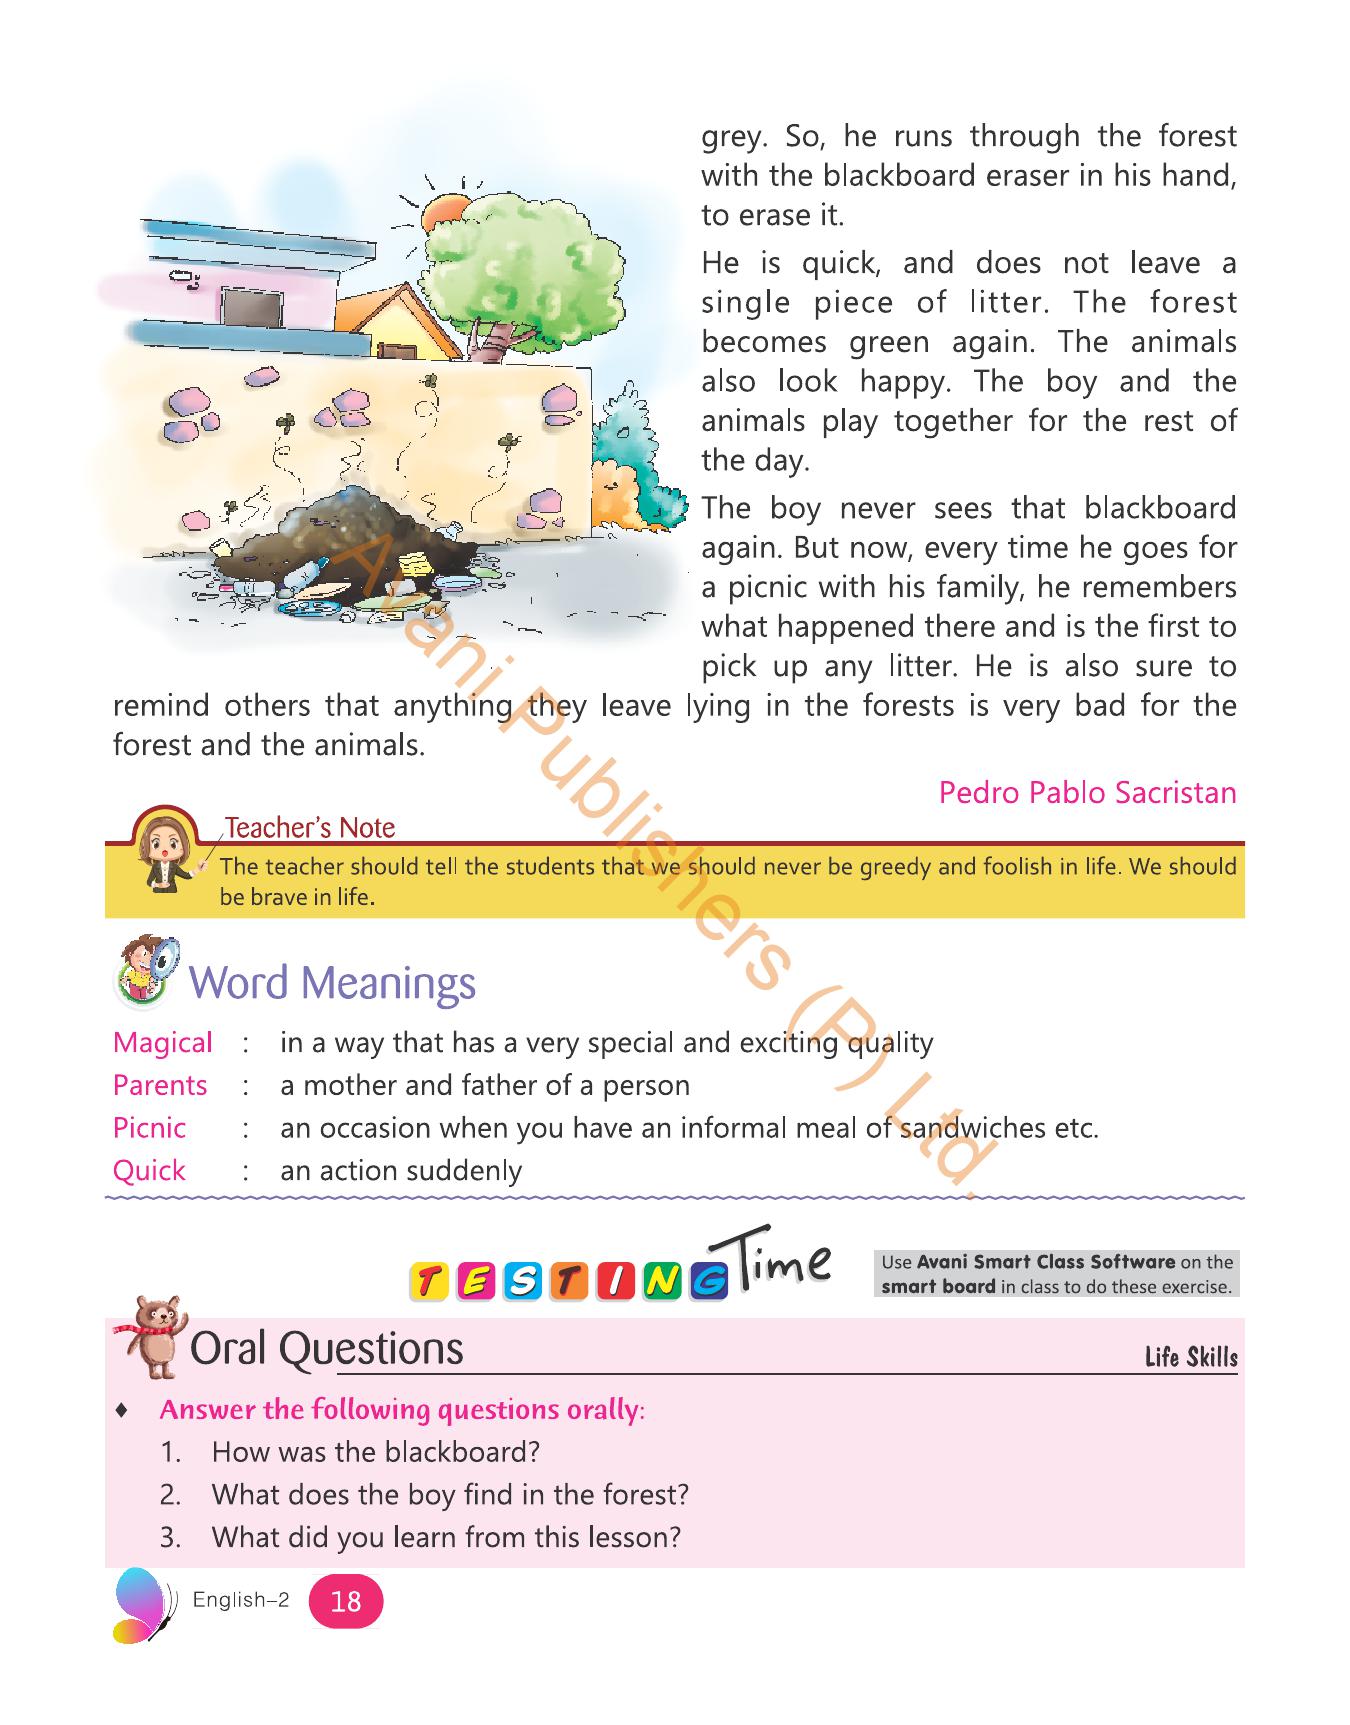 grey. So, he runs through the forest
with the blackboard eraser in his hand,
to erase it.
He is quick, and does not leave a
single piece of litter. The forest
becomes green again. The animals
also look happy. The boy and the
animals play together for the rest of
the day.
The boy never sees that blackboard
again. But now, every time he goes for
a picnic with his family, he remembers
what happened there and is the first to
pick up any litter. He is also sure to
remind others that anything they leave lying in the forests is very bad for the
forest and the animals.
Pedro Pablo Sacristan
Avani Publishers (P) Ltd.
Teacher's Note
The teacher should tell the students that we should never be greedy and foolish in life. We should
be brave in life.
Word Meanings
Magical : in a way that has a very special and exciting quality
Parents : a mother and father of a person
Picnic : an occasion when you have an informal meal of sandwiches etc.
Quick : an action suddenly
TESTING Time
Use Avani Smart Class Software on the
smart board in class to do these exercise.
Oral Questions
Life Skills
♦ Answer the following questions orally:
1. How was the blackboard?
2. What does the boy find in the forest?
3. What did you learn from this lesson?
English–2 18